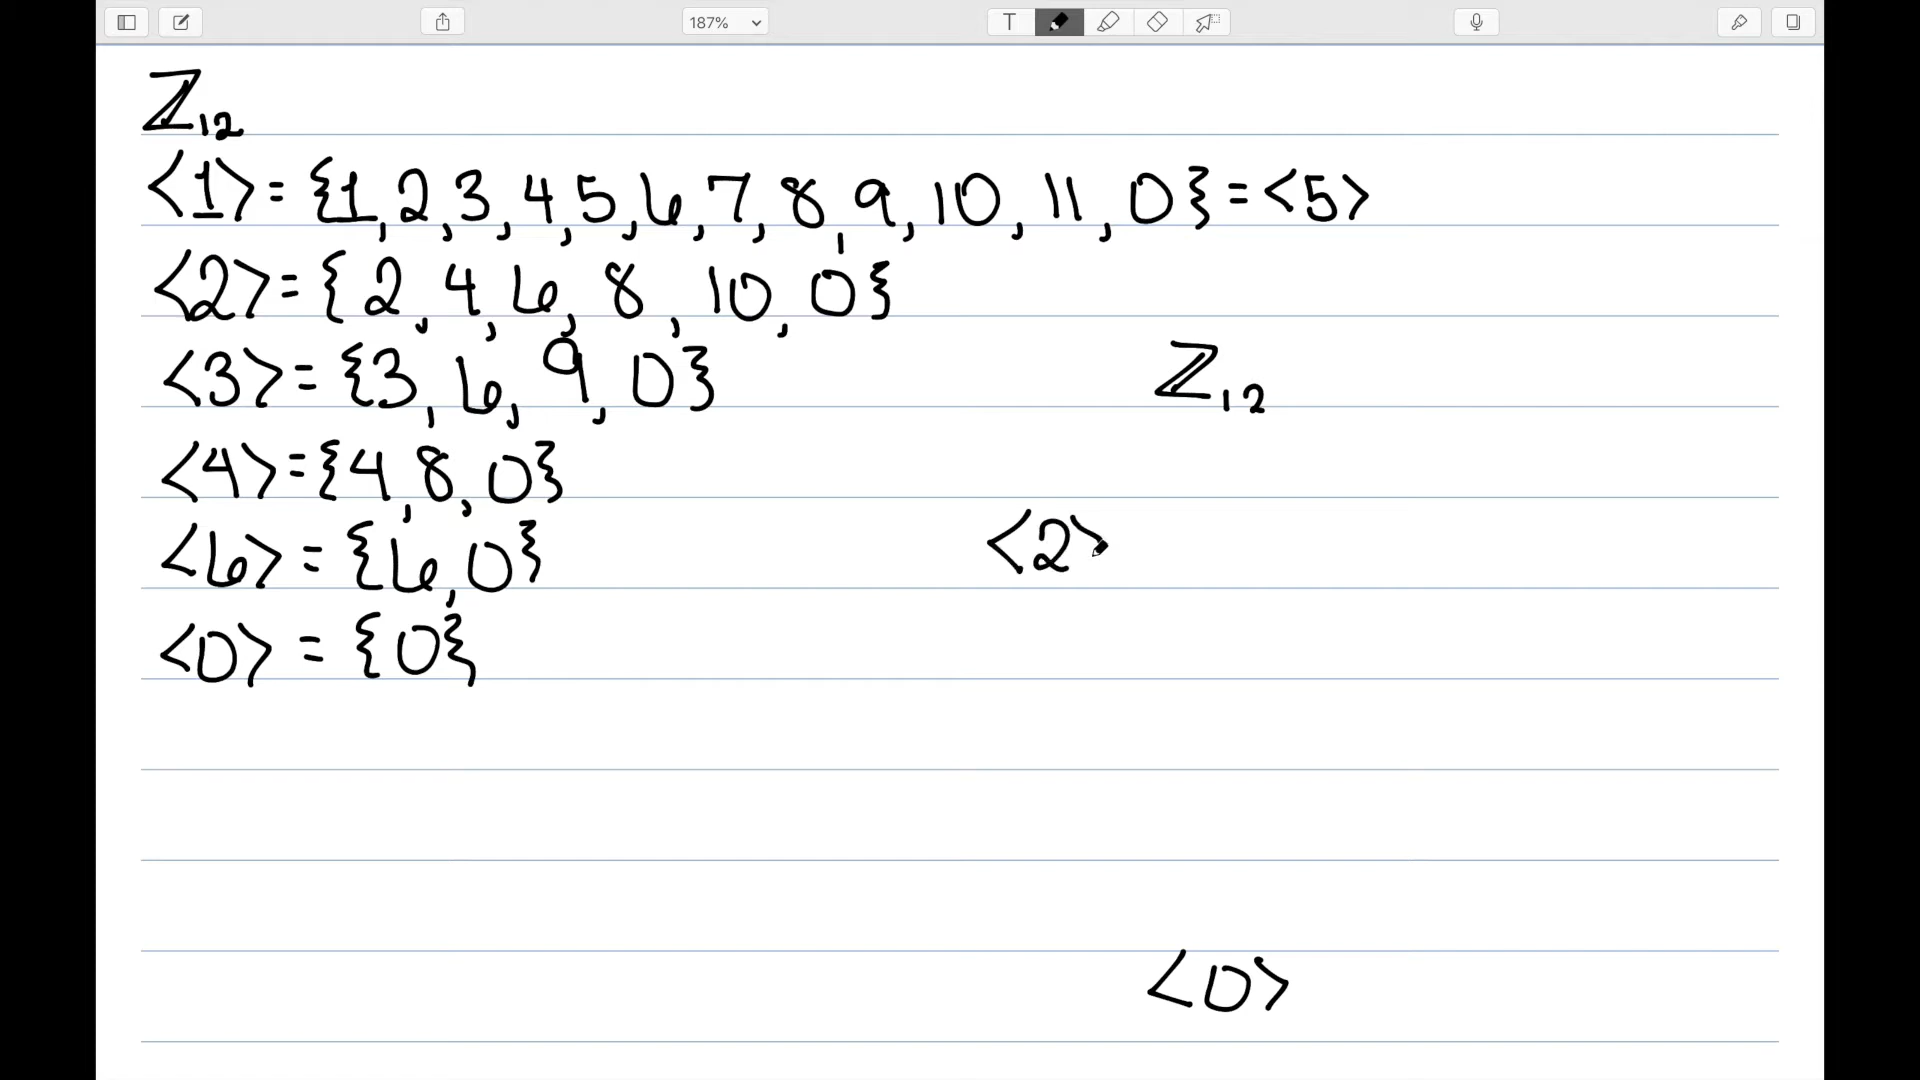 187%
T
ℤ₁₂
<1> = {1, 2, 3, 4, 5, 6, 7, 8, 9, 10, 11, 0} = <5>
<2> = {2, 4, 6, 8, 10, 0}
<3> = {3, 6, 9, 0}
ℤ₁₂
<4> = {4, 8, 0}
<6> = {6, 0}
<2>
<0> = {0}
<0>